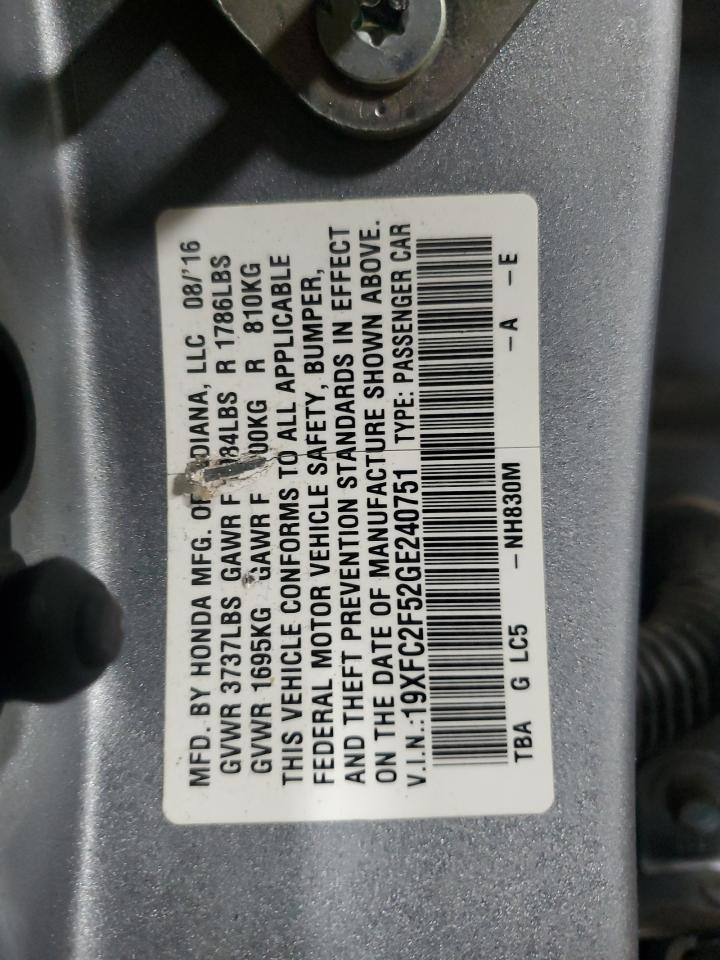 MFD. BY HONDA MFG. OF INDIANA, LLC 08/'16
GVWR 3737LBS GAWR F 84LBS R 1786LBS
GVWR 1695KG GAWR F 00KG R 810KG
THIS VEHICLE CONFORMS TO ALL APPLICABLE
FEDERAL MOTOR VEHICLE SAFETY, BUMPER,
AND THEFT PREVENTION STANDARDS IN EFFECT
ON THE DATE OF MANUFACTURE SHOWN ABOVE.
V.I.N.:19XFC2F52GE240751 TYPE: PASSENGER CAR
TBA G LC5 -NH830M -A -E